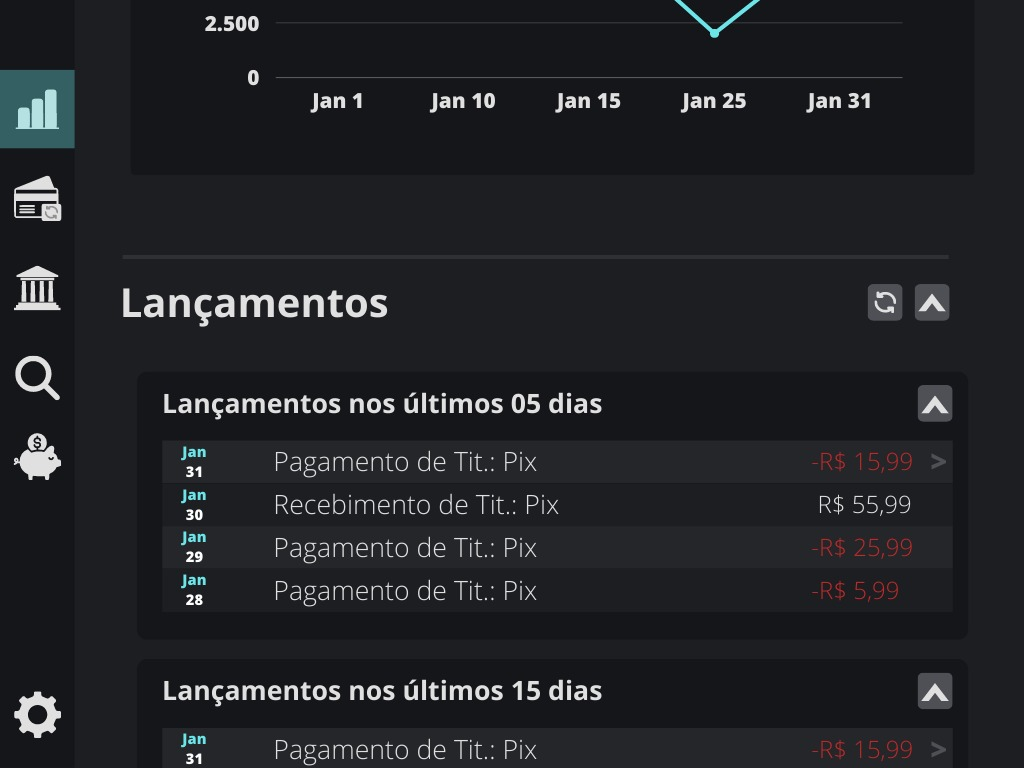 2.500
0
Jan 1 Jan 10 Jan 15 Jan 25 Jan 31
Lançamentos
Lançamentos nos últimos 05 dias
Jan
31 Pagamento de Tit.: Pix -R$ 15,99 >
Jan
30 Recebimento de Tit.: Pix R$ 55,99
Jan
29 Pagamento de Tit.: Pix -R$ 25,99
Jan
28 Pagamento de Tit.: Pix -R$ 5,99
Lançamentos nos últimos 15 dias
Jan
31 Pagamento de Tit.: Pix -R$ 15,99 >